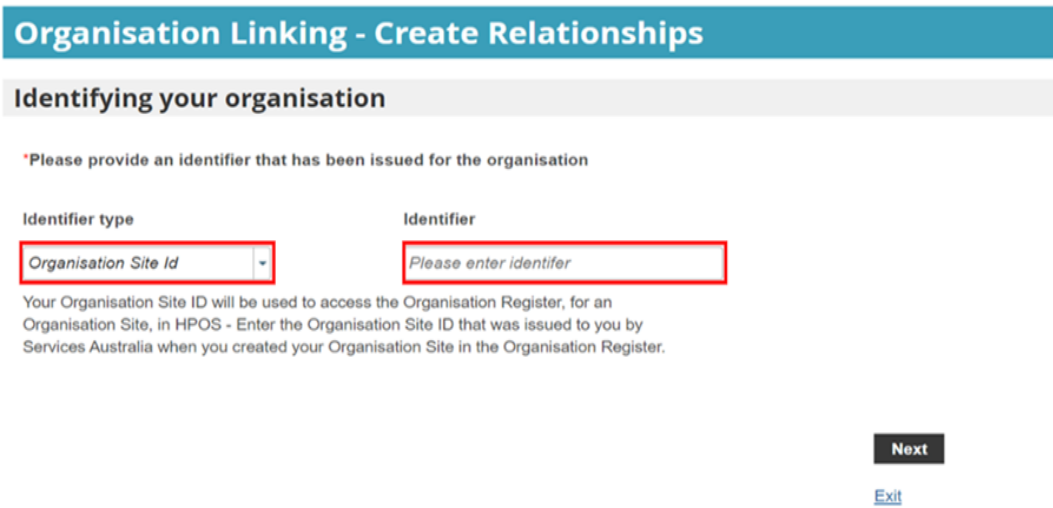 Organisation Linking - Create Relationships
Identifying your organisation
*Please provide an identifier that has been issued for the organisation
Identifier type
Identifier
Organisation Site Id
Please enter identifer
Your Organisation Site ID will be used to access the Organisation Register, for an
Organisation Site, in HPOS - Enter the Organisation Site ID that was issued to you by
Services Australia when you created your Organisation Site in the Organisation Register.
Next
Exit